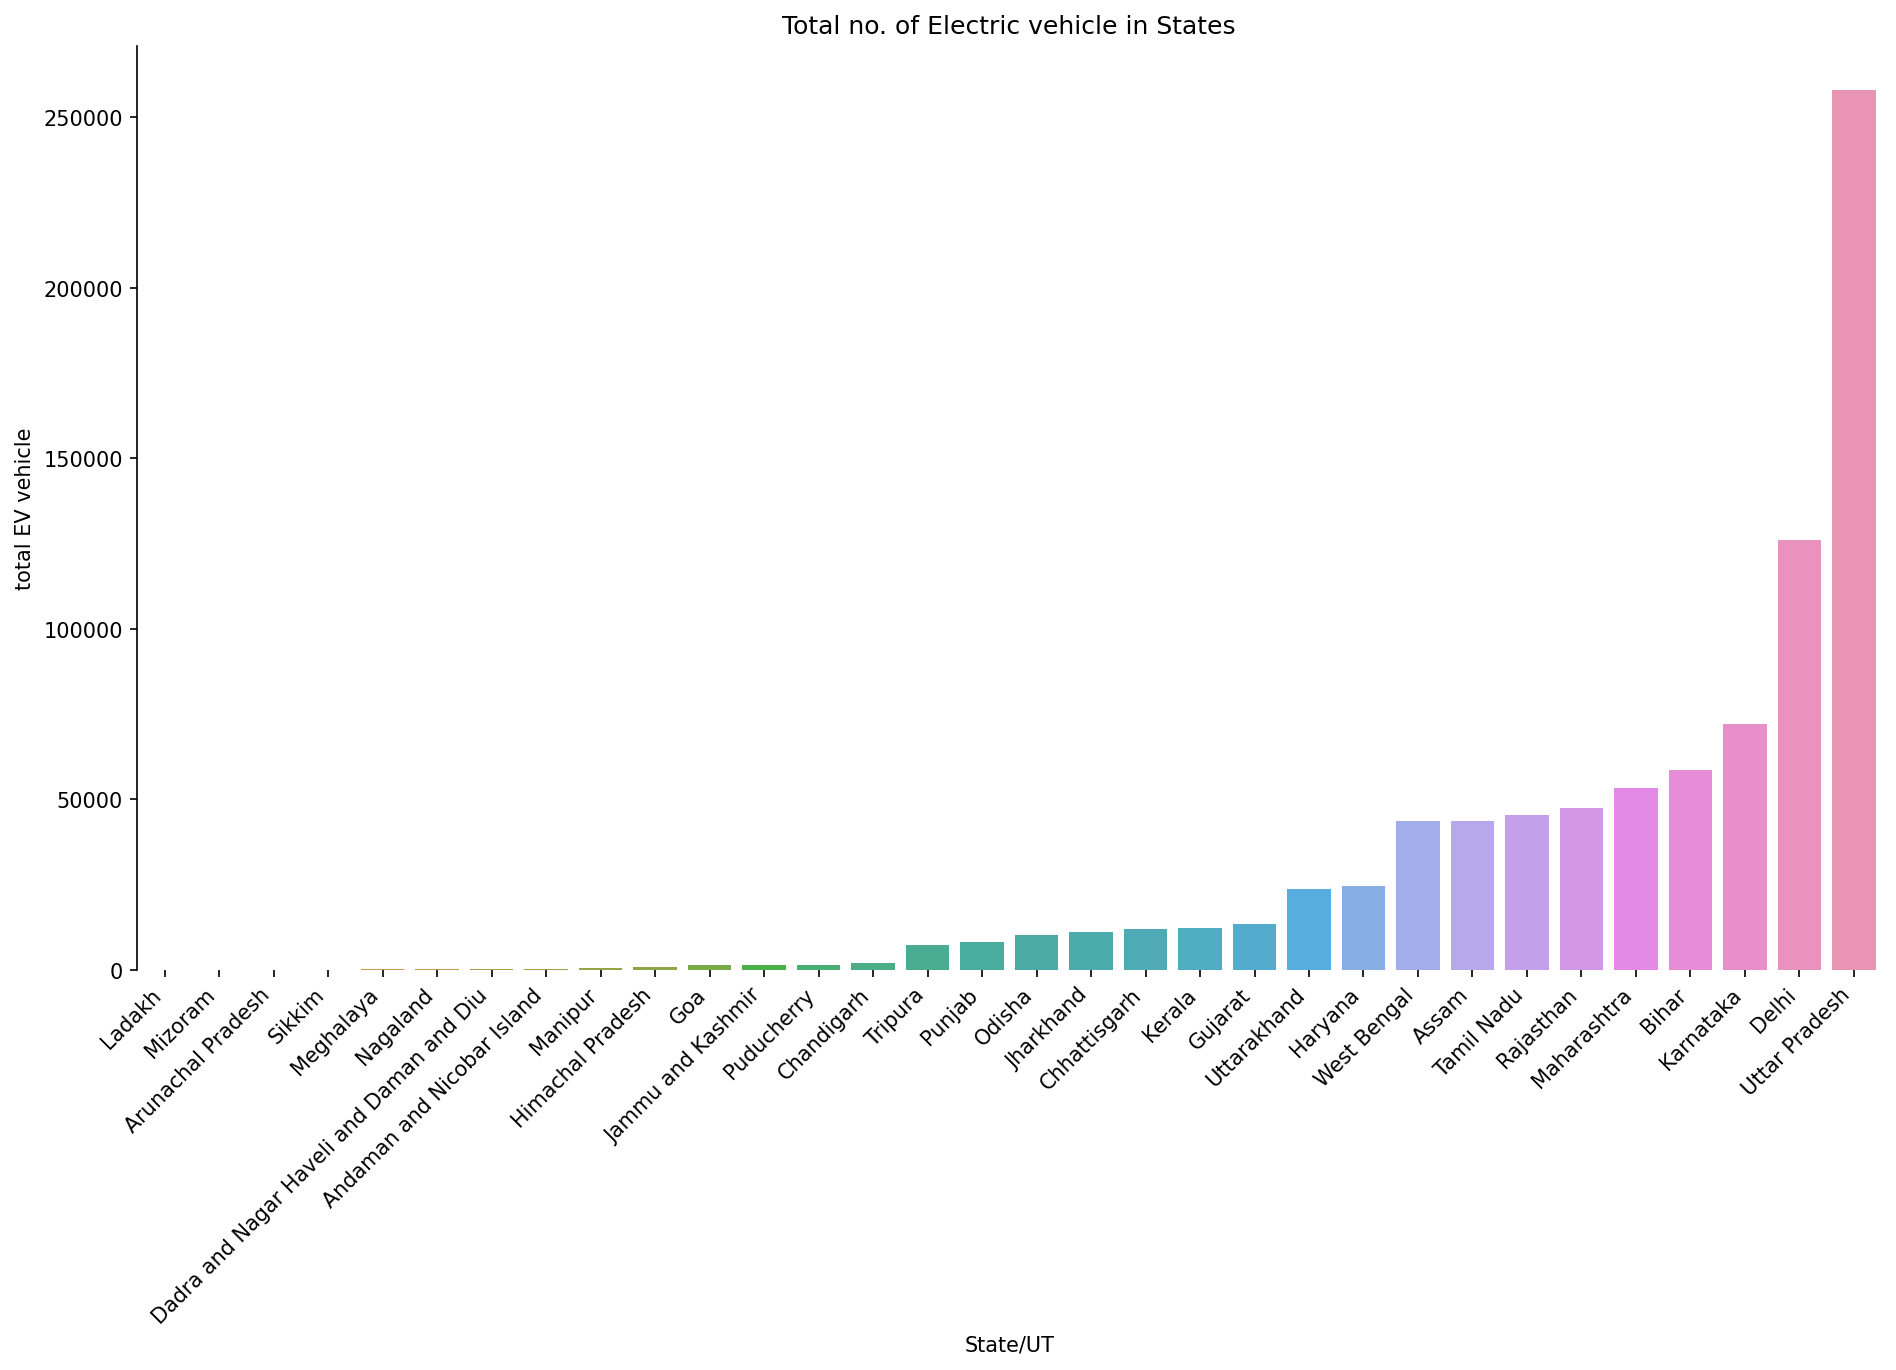 Total no. of Electric vehicle in States
250000
200000
150000
100000
50000
0
total EV vehicle
Ladakh
Mizoram
Arunachal Pradesh
Sikkim
Meghalaya
Nagaland
Dadra and Nagar Haveli and Daman and Diu
Andaman and Nicobar Island
Manipur
Himachal Pradesh
Goa
Jammu and Kashmir
Puducherry
Chandigarh
Tripura
Punjab
Odisha
Jharkhand
Chhattisgarh
Kerala
Gujarat
Uttarakhand
Haryana
West Bengal
Assam
Tamil Nadu
Rajasthan
Maharashtra
Bihar
Karnataka
Delhi
Uttar Pradesh
State/UT